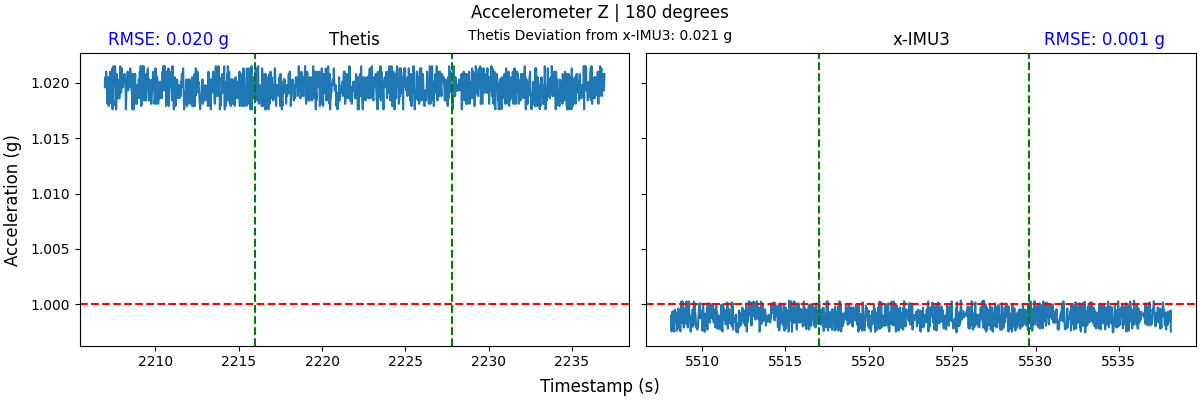 Accelerometer Z | 180 degrees
RMSE: 0.020 g
Thetis
Thetis Deviation from x-IMU3: 0.021 g
x-IMU3
RMSE: 0.001 g
Acceleration (g)
1.020
1.015
1.010
1.005
1.000
2210 2215 2220 2225 2230 2235
5510 5515 5520 5525 5530 5535
Timestamp (s)